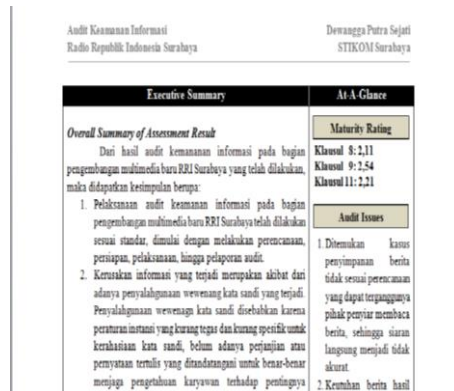 Audit Keamanan Informasi
Radio Republik Indonesia Surabaya
Dewangga Putra Sejati
STIKOM Surabaya
Executive Summary
Overall Summary of Assessment Result
Dari hasil audit kemananan informasi pada bagian
pengembangan multimedia baru RRI Surabaya yang telah dilakukan,
maka didapatkan kesimpulan berupa:
1. Pelaksanaan audit keamanan informasi pada bagian
pengembangan multimedia baru RRI Surabaya telah dilakukan
sesuai standar, dimulai dengan melakukan perencanaan,
persiapan, pelaksanaan, hingga pelaporan audit.
2. Kerusakan informasi yang terjadi merupakan akibat dari
adanya penyalahgunaan wewenang kata sandi yang terjadi.
Penyalahgunaan wewenagn kata sandi disebabkan karena
peraturan instansi yang kurang tegas dan kurang spesifik untuk
kerahasiaan kata sandi, belum adanya perjanjian atau
pernyataan tertulis yang ditandatangani untuk benar-benar
menjaga pengetahuan karyawan terhadap pentingnya
At-A-Glance
Maturity Rating
Klausul 8: 2,11
Klausul 9: 2,54
Klausul 11: 2,21
Audit Issues
1. Ditemukan kasus
penyimpanan berita
tidak sesuai perencanaan
yang dapat terganggunya
pihak penyiar membaca
berita, sehingga siaran
langsung menjadi tidak
akurat.
2. Keutuhan berita hasil